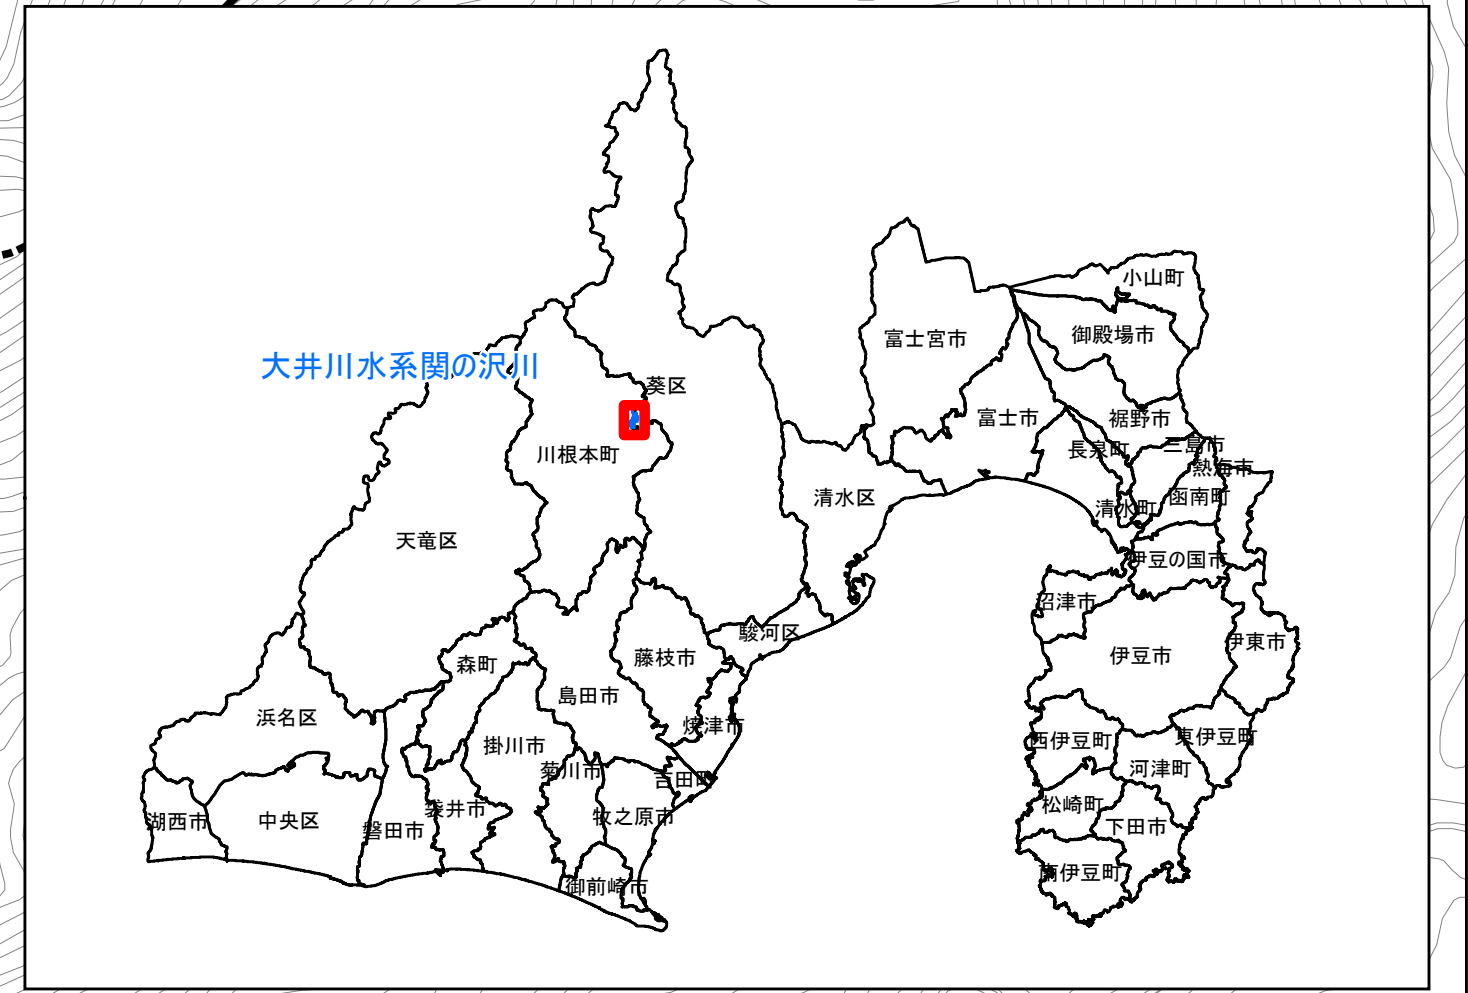 小山町
御殿場市
富士宮市
大井川水系関の沢川
葵区
富士市
裾野市
三島市
長泉町
熱海市
川根本町
清水区
函南町
清水町
天竜区
伊豆の国市
沼津市
駿河区
伊東市
藤枝市
伊豆市
森町
島田市
浜名区
焼津市
東伊豆町
西伊豆町
掛川市
菊川市
河津町
吉田町
松崎町
袋井市
牧之原市
湖西市
中央区
磐田市
下田市
南伊豆町
御前崎市